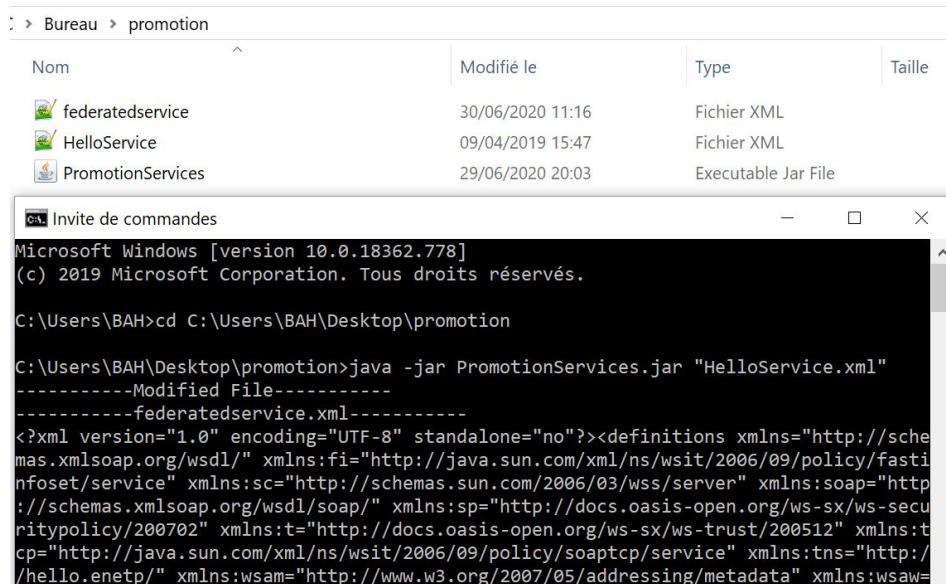 > Bureau > promotion
Nom Modifié le Type Taille
federatedservice 30/06/2020 11:16 Fichier XML
HelloService 09/04/2019 15:47 Fichier XML
PromotionServices 29/06/2020 20:03 Executable Jar File
Invite de commandes
Microsoft Windows [version 10.0.18362.778]
(c) 2019 Microsoft Corporation. Tous droits réservés.
C:\Users\BAH>cd C:\Users\BAH\Desktop\promotion
C:\Users\BAH\Desktop\promotion>java -jar PromotionServices.jar "HelloService.xml"
-----------Modified File-----------
-----------federatedservice.xml-----------
<?xml version="1.0" encoding="UTF-8" standalone="no"?><definitions xmlns="http://sche
mas.xmlsoap.org/wsdl/" xmlns:fi="http://java.sun.com/xml/ns/wsit/2006/09/policy/fasti
nfoset/service" xmlns:sc="http://schemas.sun.com/2006/03/wss/server" xmlns:soap="http
://schemas.xmlsoap.org/wsdl/soap/" xmlns:sp="http://docs.oasis-open.org/ws-sx/ws-secu
ritypolicy/200702" xmlns:t="http://docs.oasis-open.org/ws-sx/ws-trust/200512" xmlns:t
cp="http://java.sun.com/xml/ns/wsit/2006/09/policy/soaptcp/service" xmlns:tns="http:/
/hello.enetp/" xmlns:wsam="http://www.w3.org/2007/05/addressing/metadata" xmlns:wsaw=